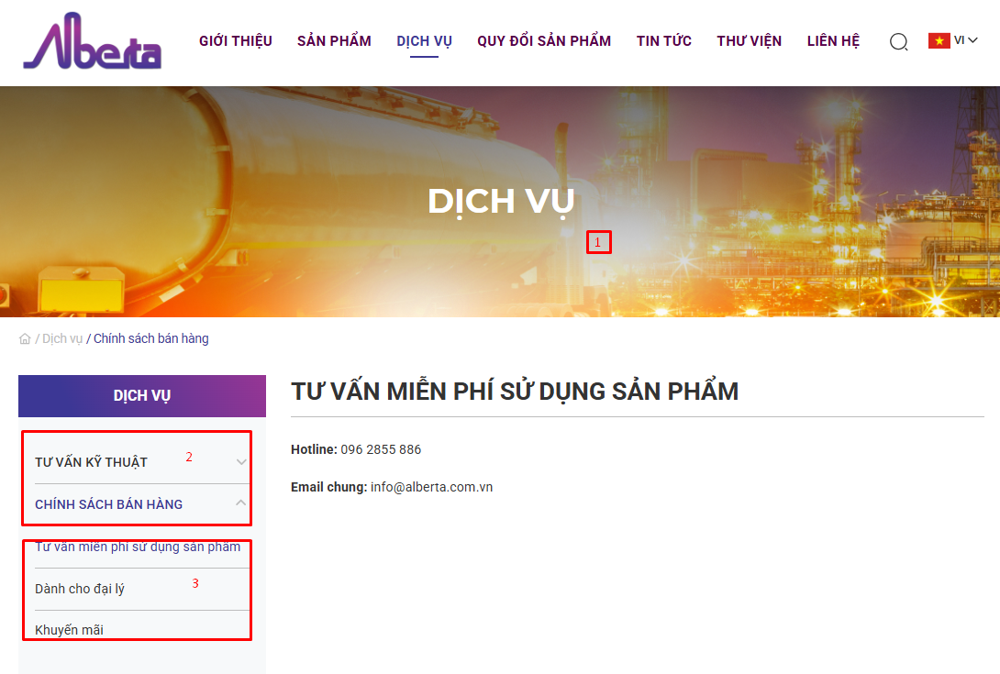 Alberta
GIỚI THIỆU SẢN PHẨM DỊCH VỤ QUY ĐỔI SẢN PHẨM TIN TỨC THƯ VIỆN LIÊN HỆ VI
DỊCH VỤ
1
/ Dịch vụ / Chính sách bán hàng
DỊCH VỤ
TƯ VẤN KỸ THUẬT 2
CHÍNH SÁCH BÁN HÀNG
Tư vấn miễn phí sử dụng sản phẩm
Dành cho đại lý 3
Khuyến mãi
TƯ VẤN MIỄN PHÍ SỬ DỤNG SẢN PHẨM
Hotline: 096 2855 886
Email chung: info@alberta.com.vn